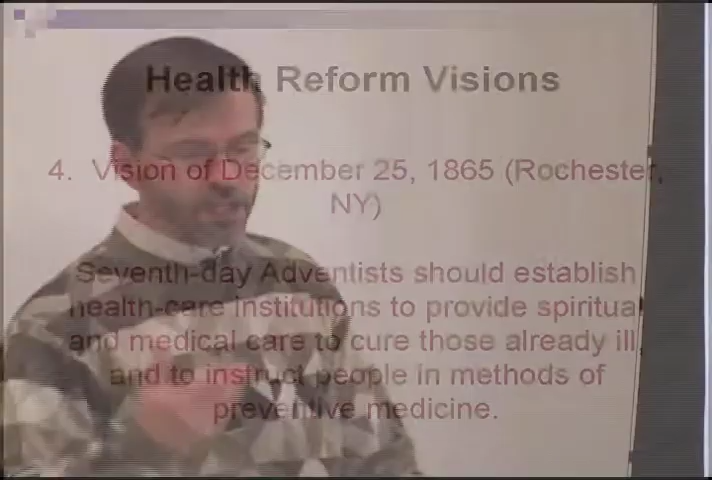 Health Reform Visions
4. Vision of December 25, 1865 (Rochester,
NY)
Seventh-day Adventists should establish
health-care institutions to provide spiritual
and medical care to cure those already ill
and to instruct people in methods of
preventive medicine.